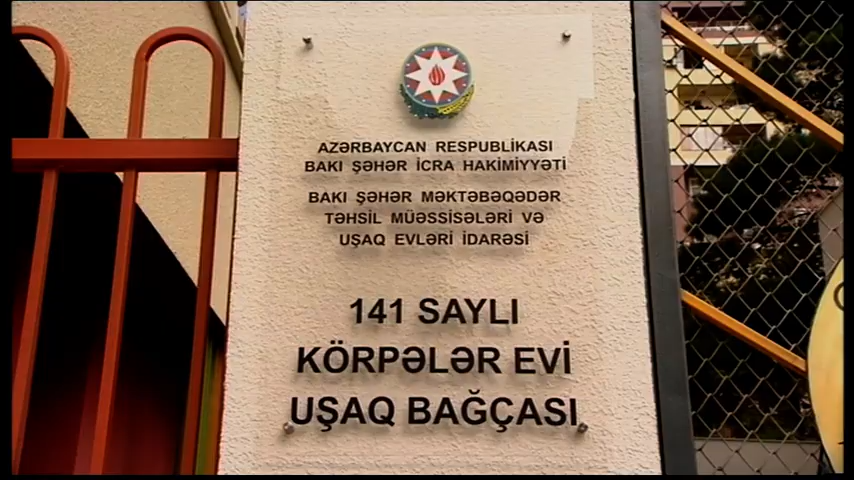 AZƏRBAYCAN RESPUBLİKASI
BAKI ŞƏHƏR İCRA HAKİMİYYƏTİ
BAKI ŞƏHƏR MƏKTƏBƏQƏDƏR
TƏHSİL MÜƏSSİSƏLƏRİ VƏ
UŞAQ EVLƏRİ İDARƏSİ
141 SAYLI
KÖRPƏLƏR EVİ
UŞAQ BAĞÇASI